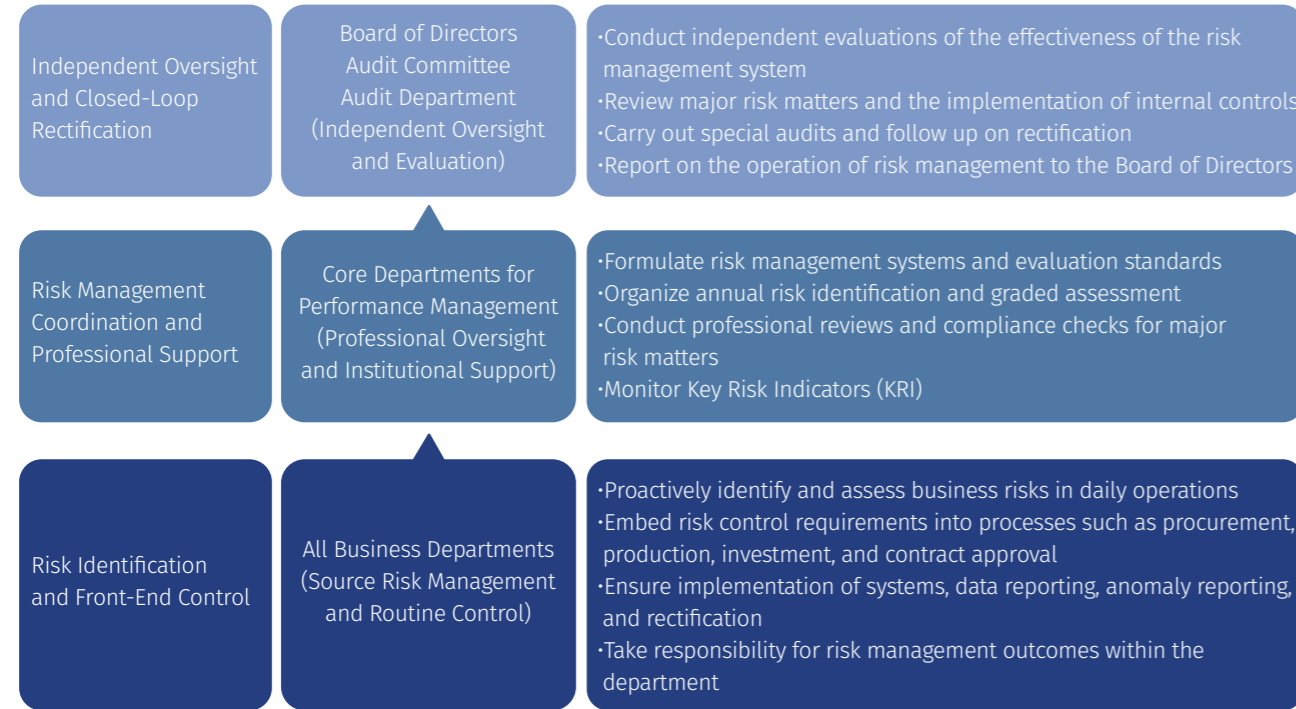 Independent Oversight
and Closed-Loop
Rectification
Board of Directors
Audit Committee
Audit Department
(Independent Oversight
and Evaluation)
·Conduct independent evaluations of the effectiveness of the risk
management system
·Review major risk matters and the implementation of internal controls
·Carry out special audits and follow up on rectification
·Report on the operation of risk management to the Board of Directors
Risk Management
Coordination and
Professional Support
Core Departments for
Performance Management
(Professional Oversight
and Institutional Support)
·Formulate risk management systems and evaluation standards
·Organize annual risk identification and graded assessment
·Conduct professional reviews and compliance checks for major
risk matters
·Monitor Key Risk Indicators (KRI)
Risk Identification
and Front-End Control
All Business Departments
(Source Risk Management
and Routine Control)
·Proactively identify and assess business risks in daily operations
·Embed risk control requirements into processes such as procurement,
production, investment, and contract approval
·Ensure implementation of systems, data reporting, anomaly reporting,
and rectification
·Take responsibility for risk management outcomes within the
department